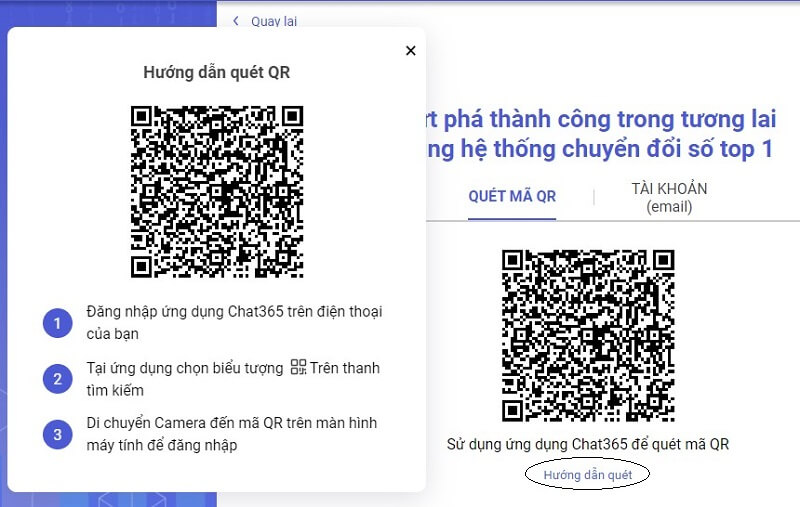 Quay lại
×
Hướng dẫn quét QR
1
Đăng nhập ứng dụng Chat365 trên điện thoại
của bạn
2
Tại ứng dụng chọn biểu tượng Trên thanh
tìm kiếm
3
Di chuyển Camera đến mã QR trên màn hình
máy tính để đăng nhập
phá thành công trong tương lai
hệ thống chuyển đổi số top 1
QUÉT MÃ QR
TÀI KHOẢN
(email)
Sử dụng ứng dụng Chat365 để quét mã QR
Hướng dẫn quét